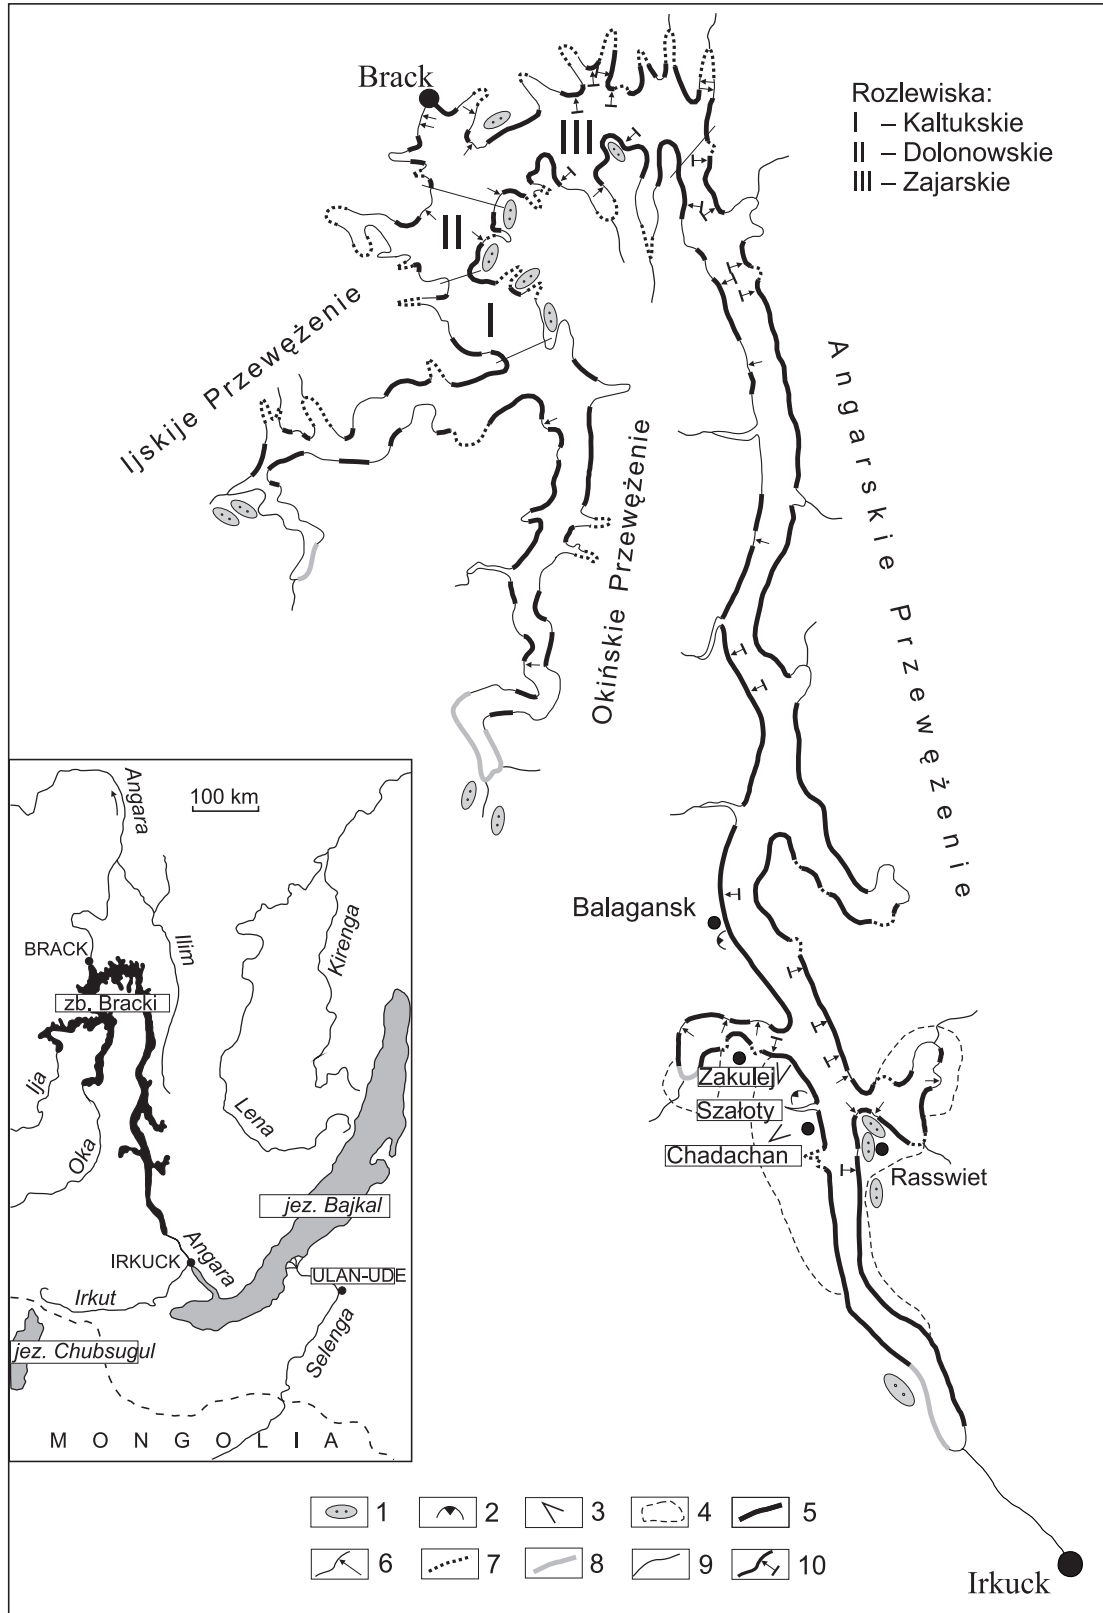 Brack
Rozlewiska:
I – Kaltukskie
II – Dolonowskie
III – Zajarskie
III
II
I
Ijskije Przewężenie
Okińskie Przewężenie
Angarskie Przewężenie
Balagansk
Zakulej
Szałoty
Chadachan
Rasswiet
Irkuck
100 km
Angara
Ilim
Kirenga
BRACK
zb. Bracki
Ija
Oka
Lena
jez. Bajkal
IRKUCK
Angara
ULAN-UDE
Irkut
Selenga
jez. Chubsugul
MONGOLIA
1 2 3 4 5
6 7 8 9 10